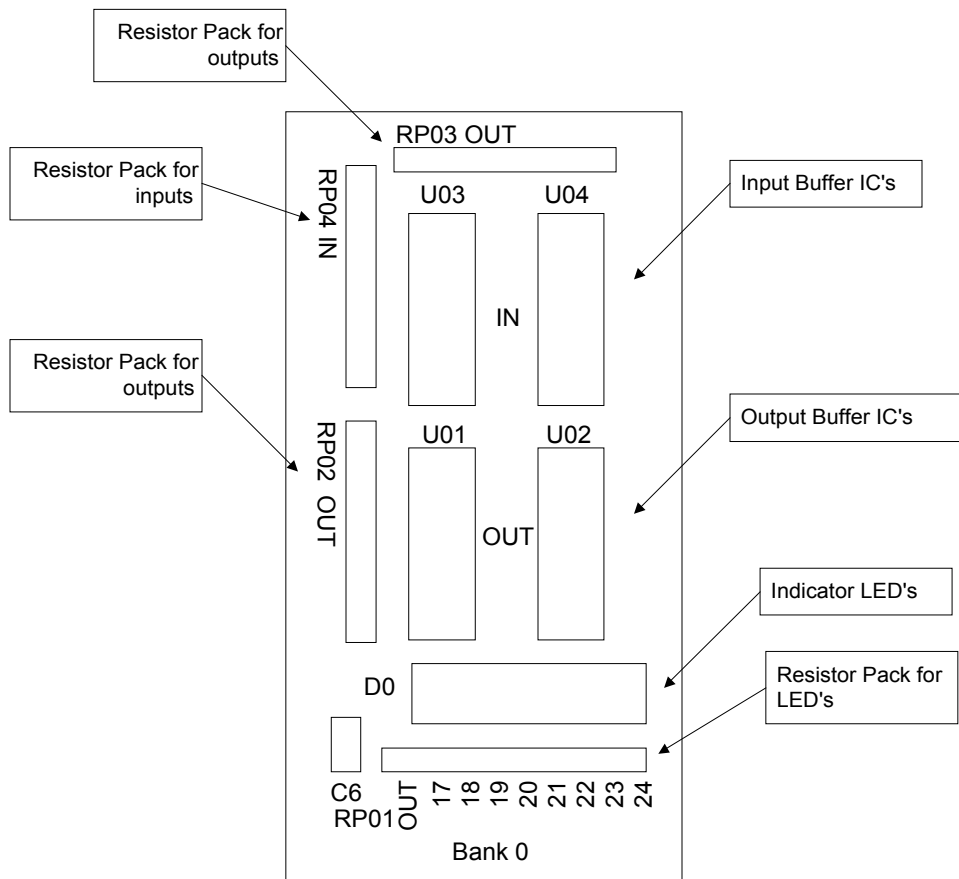 Resistor Pack for
outputs
RP03 OUT
Resistor Pack for
inputs
RP04 IN
U03
U04
Input Buffer IC's
IN
Resistor Pack for
outputs
RP02 OUT
U01
U02
Output Buffer IC's
OUT
Indicator LED's
D0
Resistor Pack for
LED's
C6
RP01
OUT
17
18
19
20
21
22
23
24
Bank 0